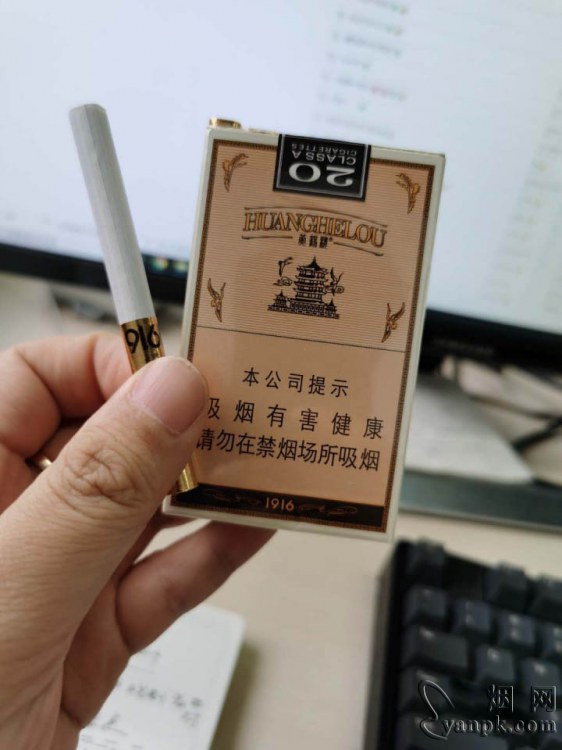 20
CLASS A
CIGARETTES
HUANGHELOU
黄鹤楼
916
本公司提示
吸烟有害健康
请勿在禁烟场所吸烟
1916
烟网
yanpk.com